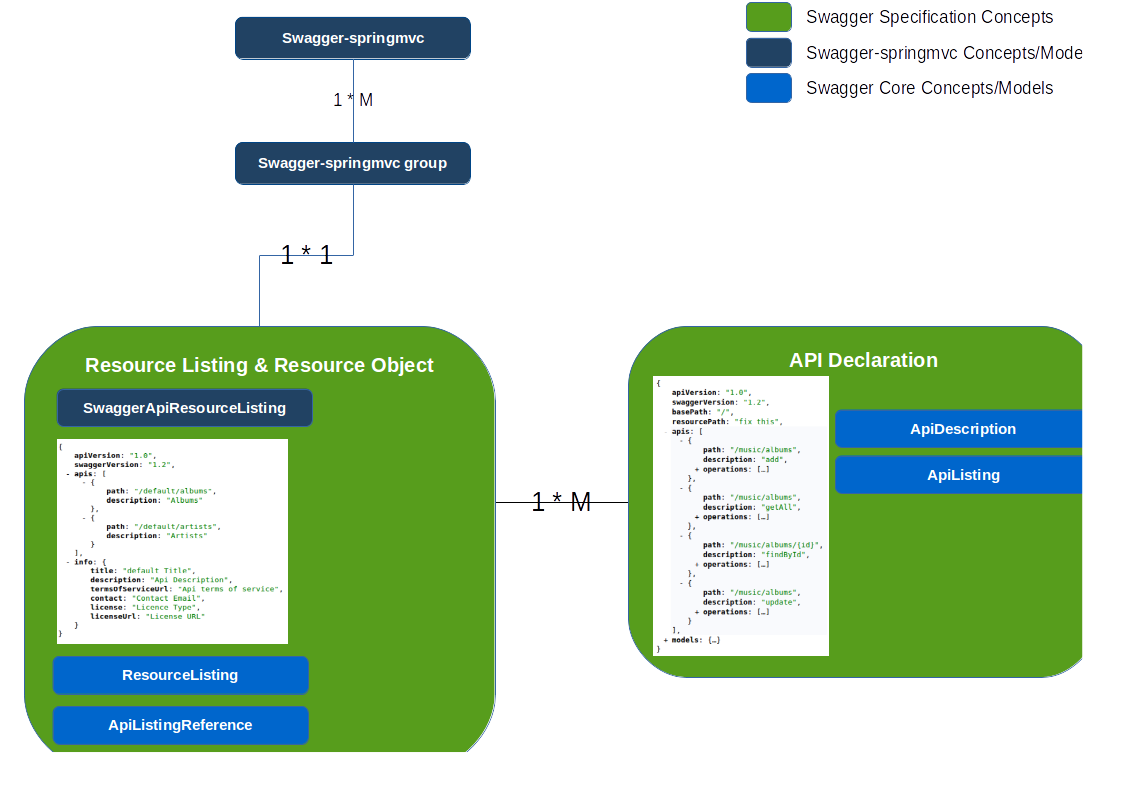 Swagger-springmvc
1 * M
Swagger-springmvc group
1 * 1
Swagger Specification Concepts
Swagger-springmvc Concepts/Mode
Swagger Core Concepts/Models
Resource Listing & Resource Object
SwaggerApiResourceListing
{
apiVersion: "1.0",
swaggerVersion: "1.2",
- apis: [
- {
path: "/default/albums",
description: "Albums"
},
- {
path: "/default/artists",
description: "Artists"
}
],
- info: {
title: "default Title",
description: "Api Description",
termsOfServiceUrl: "Api terms of service",
contact: "Contact Email",
license: "Licence Type",
licenseUrl: "License URL"
}
}
ResourceListing
ApiListingReference
1 * M
API Declaration
{
apiVersion: "1.0",
swaggerVersion: "1.2",
basePath: "/",
resourcePath: "fix this",
- apis: [
- {
path: "/music/albums",
description: "add",
+ operations: […]
},
- {
path: "/music/albums",
description: "getAll",
+ operations: […]
},
- {
path: "/music/albums/{id}",
description: "findById",
+ operations: […]
},
- {
path: "/music/albums",
description: "update",
+ operations: […]
}
],
+ models: {…}
}
ApiDescription
ApiListing